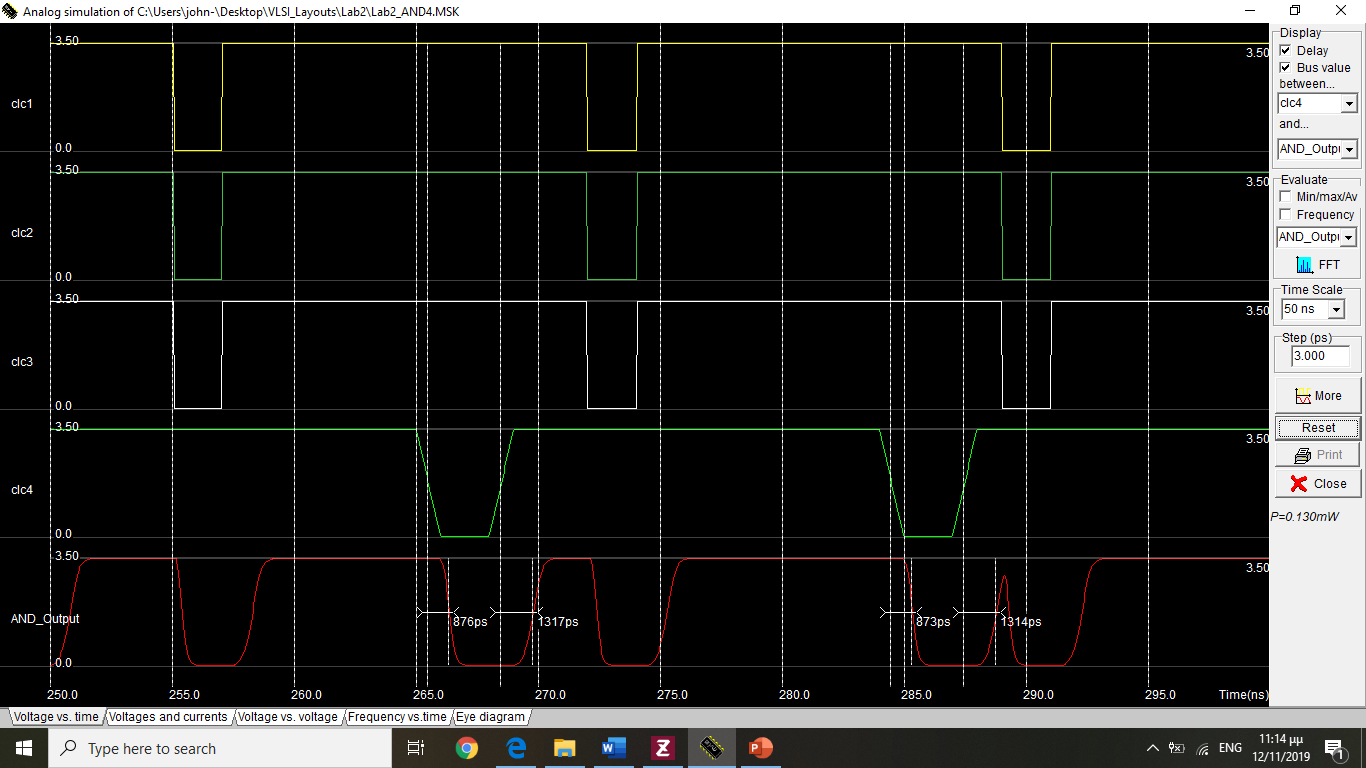 Analog simulation of C:\Users\john-\Desktop\VLSI_Layouts\Lab2\Lab2_AND4.MSK
3.50
3.50
clc1
0.0
3.50
3.50
clc2
0.0
3.50
3.50
clc3
0.0
3.50
3.50
clc4
0.0
3.50
3.50
AND_Output
876ps
1317ps
873ps
1314ps
0.0
250.0 255.0 260.0 265.0 270.0 275.0 280.0 285.0 290.0 295.0 Time(ns)
Display
Delay
Bus value
between...
clc4
and...
AND_Outpu
Evaluate
Min/max/Av
Frequency
AND_Outpu
FFT
Time Scale
50 ns
Step (ps)
3.000
More
Reset
Print
Close
P=0.130mW
Voltage vs. time Voltages and currents Voltage vs. voltage Frequency vs.time Eye diagram
Type here to search
ENG
11:14 μμ
12/11/2019
1